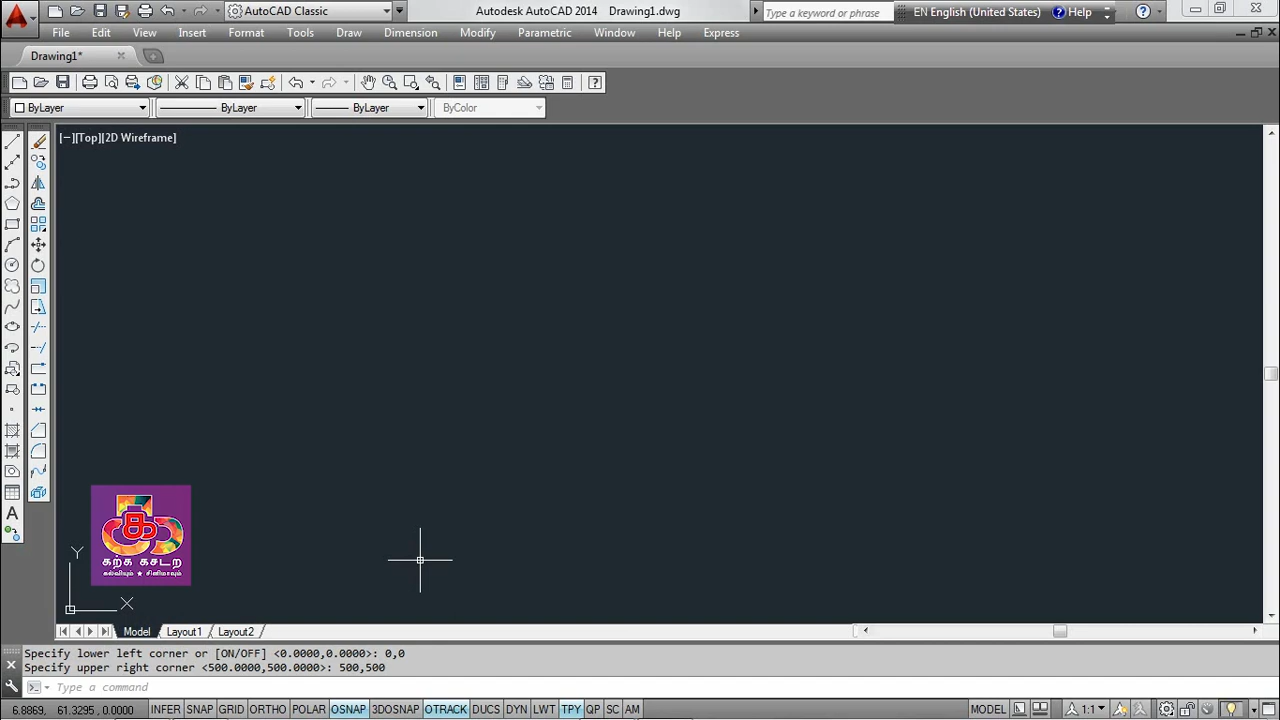 AutoCAD Classic
Autodesk AutoCAD 2014 Drawing1.dwg
Type a keyword or phrase
EN English (United States)
Help
File Edit View Insert Format Tools Draw Dimension Modify Parametric Window Help Express
Drawing1*
ByLayer ByLayer ByLayer ByColor
[−][Top][2D Wireframe]
க
கற்க கசடற
கல்வியும் ★ சினிமாவும்
Y
X
A
Model Layout1 Layout2
Specify lower left corner or [ON/OFF] <0.0000,0.0000>: 0,0
Specify upper right corner <500.0000,500.0000>: 500,500
Type a command
6.8869, 61.3295, 0.0000 INFER SNAP GRID ORTHO POLAR OSNAP 3DOSNAP OTRACK DUCS DYN LWT TPY QP SC AM MODEL 1:1